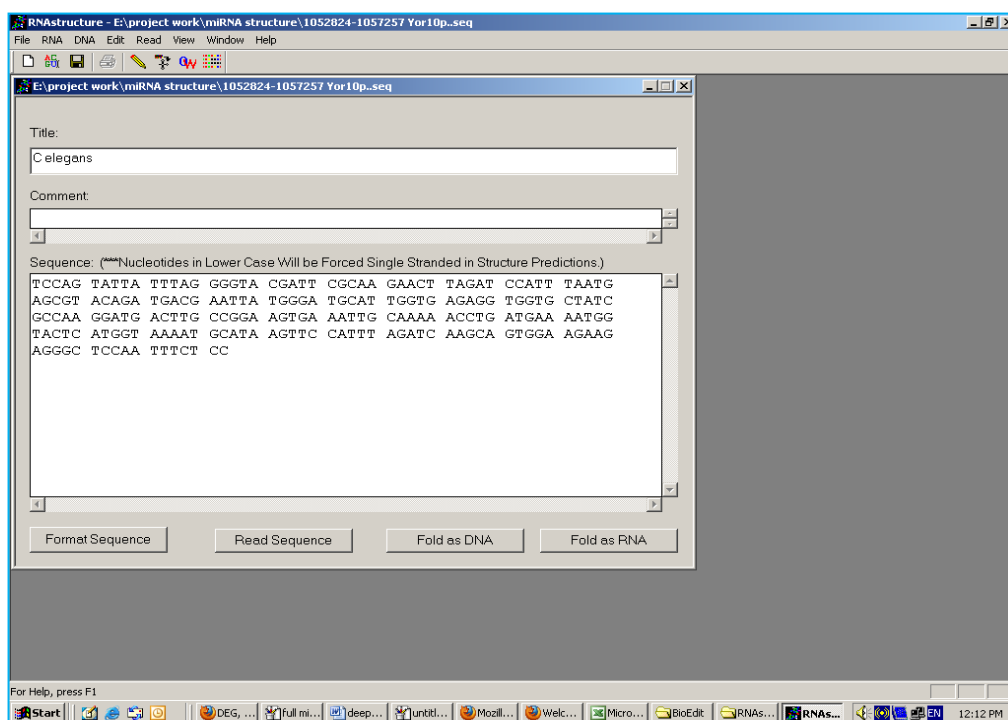 RNAstructure - E:\project work\miRNA structure\1052824-1057257 Yor10p..seq
File RNA DNA Edit Read View Window Help
E:\project work\miRNA structure\1052824-1057257 Yor10p..seq
Title:
C elegans
Comment:
Sequence: (***Nucleotides in Lower Case Will be Forced Single Stranded in Structure Predictions.)
TCCAG TATTA TTTAG GGGTA CGATT CGCAA GAACT TAGAT CCATT TAATG
AGCGT ACAGA TGACG AATTA TGGGA TGCAT TGGTG AGAGG TGGTG CTATC
GCCAA GGATG ACTTG CCGGA AGTGA AATTG CAAAA ACCTG ATGAA AATGG
TACTC ATGGT AAAAT GCATA AGTTC CATTT AGATC AAGCA GTGGA AGAAG
AGGGC TCCAA TTTCT CC
Format Sequence Read Sequence Fold as DNA Fold as RNA
For Help, press F1
Start DEG, ... full mi... deep... untitl... Mozill... Welc... Micro... BioEdit RNAs... RNAs... EN 12:12 PM